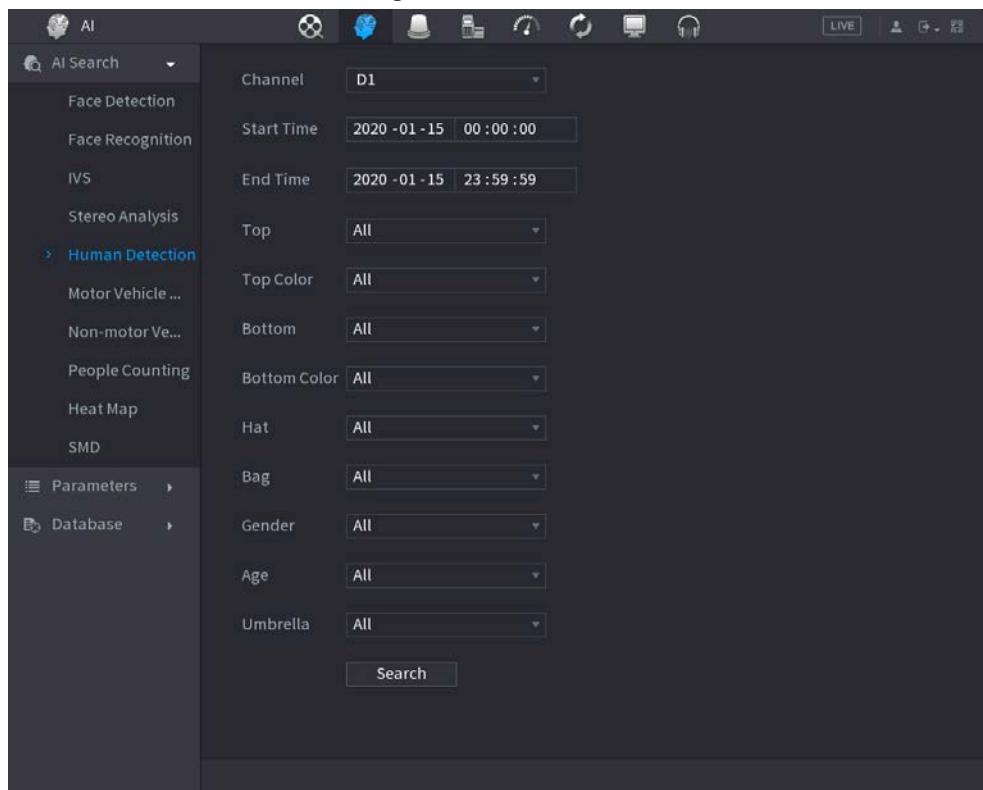 AI
LIVE
AI Search
Face Detection
Face Recognition
IVS
Stereo Analysis
Human Detection
Motor Vehicle ...
Non-motor Ve...
People Counting
Heat Map
SMD
Parameters
Database
Channel D1
Start Time 2020 -01 -15 00 :00 :00
End Time 2020 -01 -15 23 :59 :59
Top All
Top Color All
Bottom All
Bottom Color All
Hat All
Bag All
Gender All
Age All
Umbrella All
Search